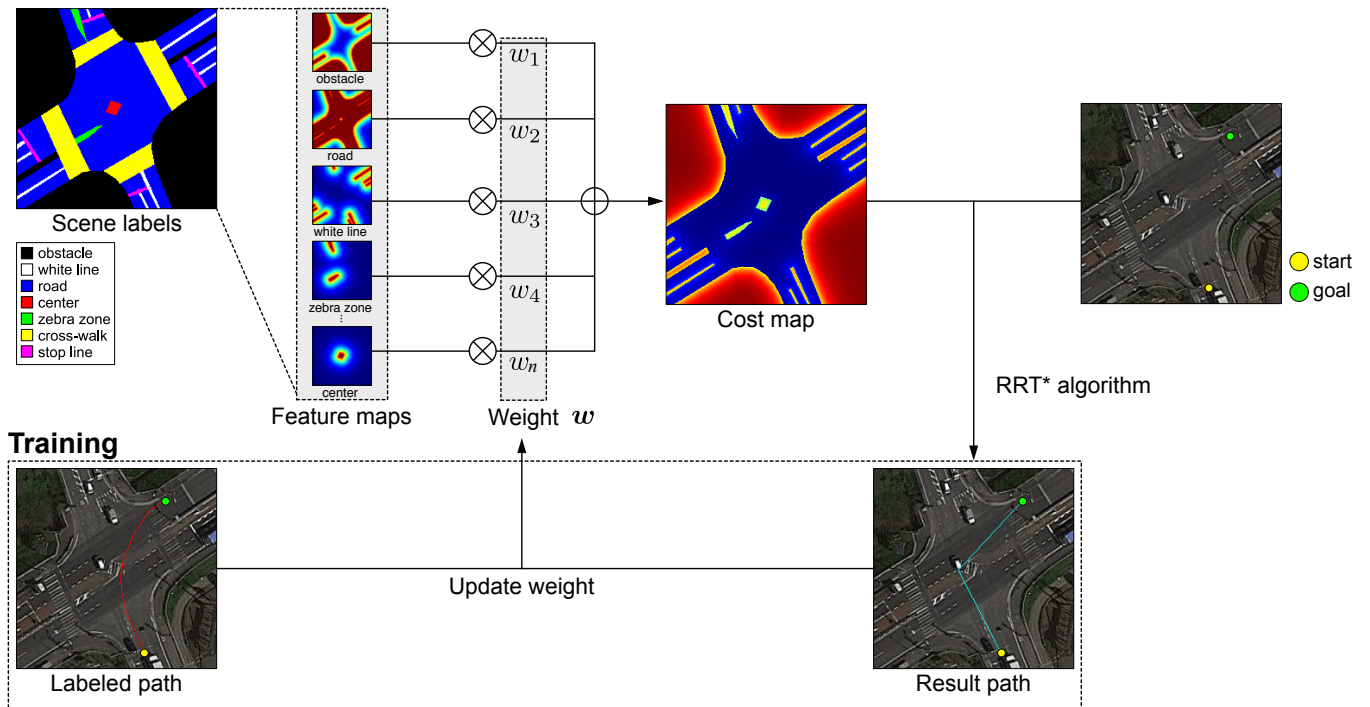 Scene labels
obstacle
white line
road
center
zebra zone
cross-walk
stop line
obstacle
road
white line
zebra zone
...
center
Feature maps
w1
w2
w3
w4
wn
Weight w
Cost map
start
goal
RRT* algorithm
Training
Labeled path
Update weight
Result path